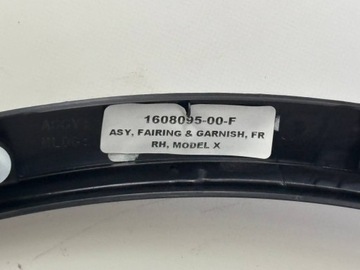 1608095-00-F
ASY, FAIRING & GARNISH, FR
RH, MODEL X